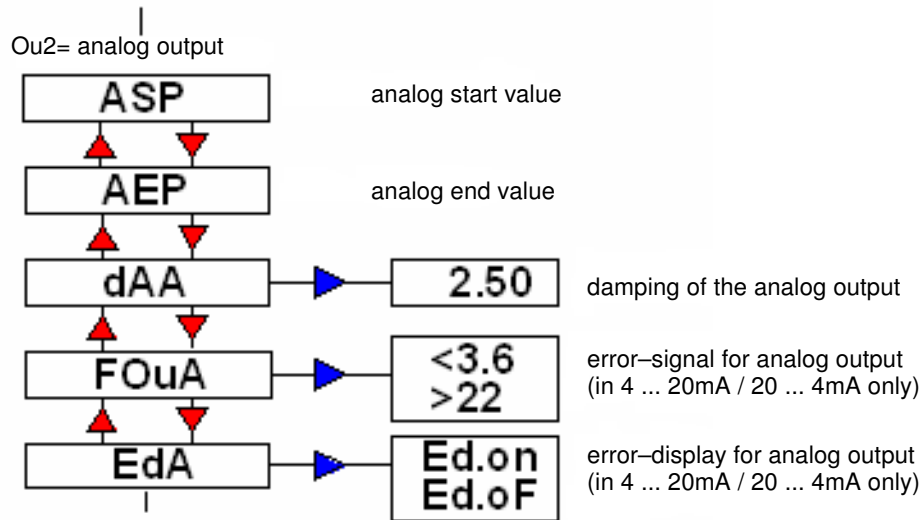 Ou2= analog output
ASP
analog start value
AEP
analog end value
dAA
2.50
damping of the analog output
FOuA
<3.6
>22
error–signal for analog output
(in 4 ... 20mA / 20 ... 4mA only)
EdA
Ed.on
Ed.oF
error–display for analog output
(in 4 ... 20mA / 20 ... 4mA only)